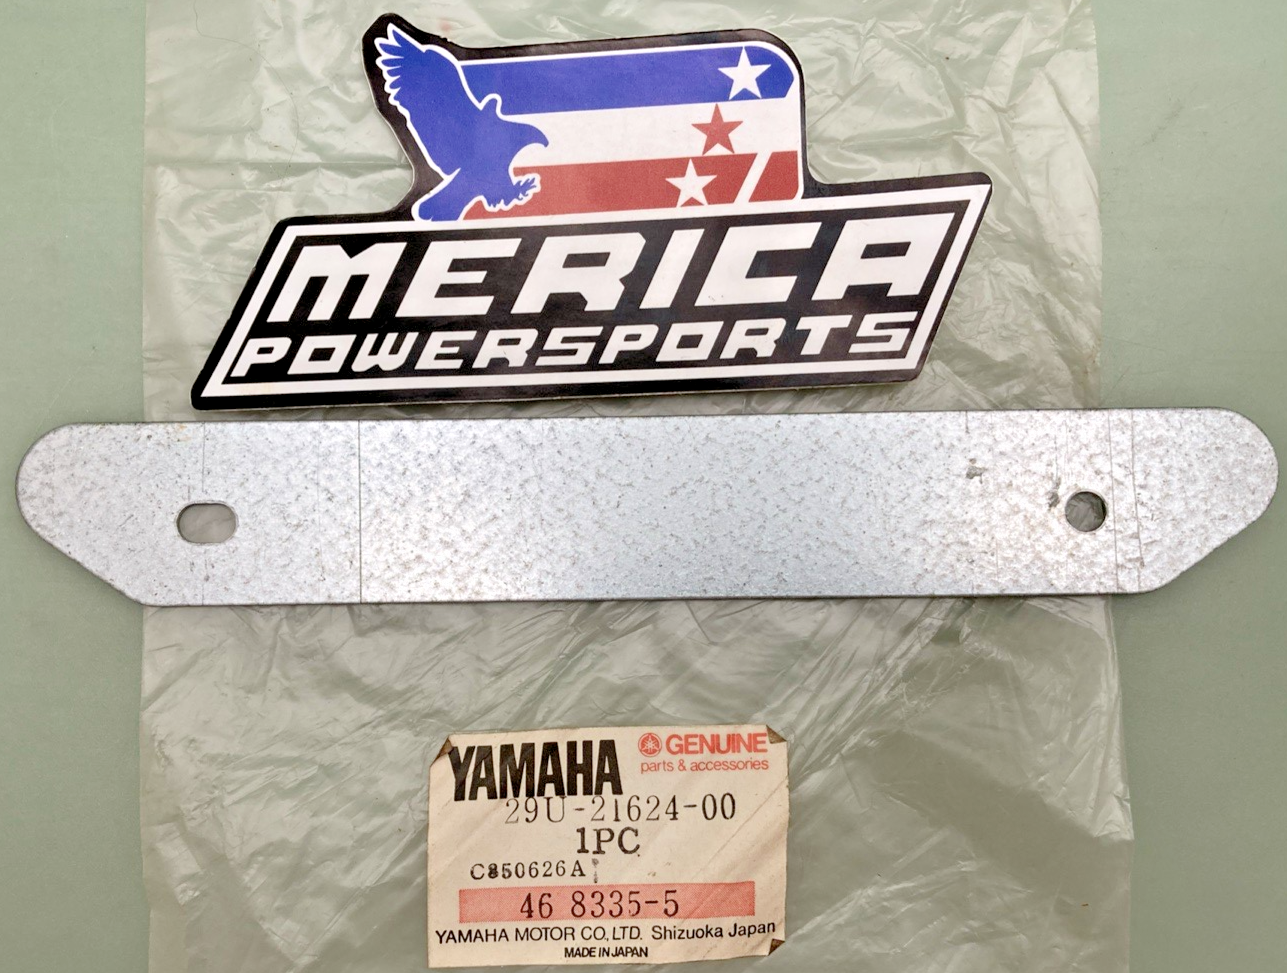 MERICA
POWERSPORTS
YAMAHA
GENUINE
parts & accessories
29U-21624-00
1PC
C850626A
46 8335-5
YAMAHA MOTOR CO., LTD. Shizuoka Japan
MADE IN JAPAN